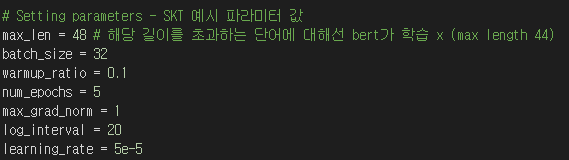 # Setting parameters - SKT 예시 파라미터 값
max_len = 48 # 해당 길이를 초과하는 단어에 대해선 bert가 학습 x (max length 44)
batch_size = 32
warmup_ratio = 0.1
num_epochs = 5
max_grad_norm = 1
log_interval = 20
learning_rate = 5e-5